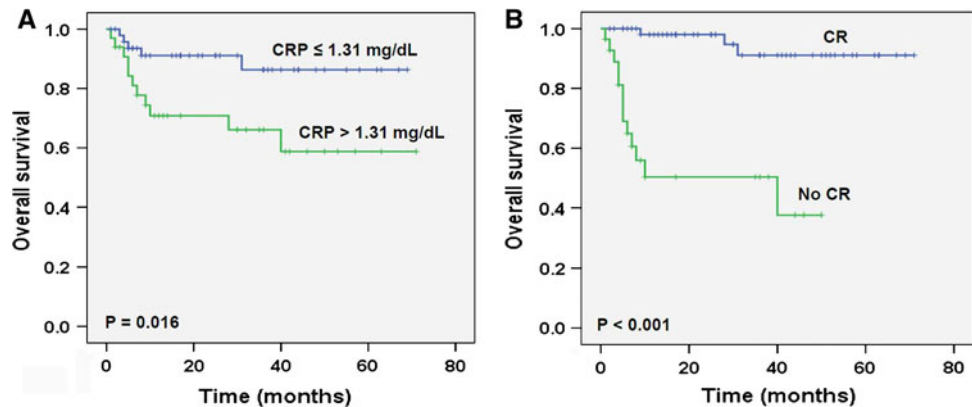 A
Overall survival
1.0
0.8
0.6
0.4
0.2
0.0
CRP ≤ 1.31 mg/dL
CRP > 1.31 mg/dL
P = 0.016
0 20 40 60 80
Time (months)
B
Overall survival
1.0
0.8
0.6
0.4
0.2
0.0
CR
No CR
P < 0.001
0 20 40 60 80
Time (months)